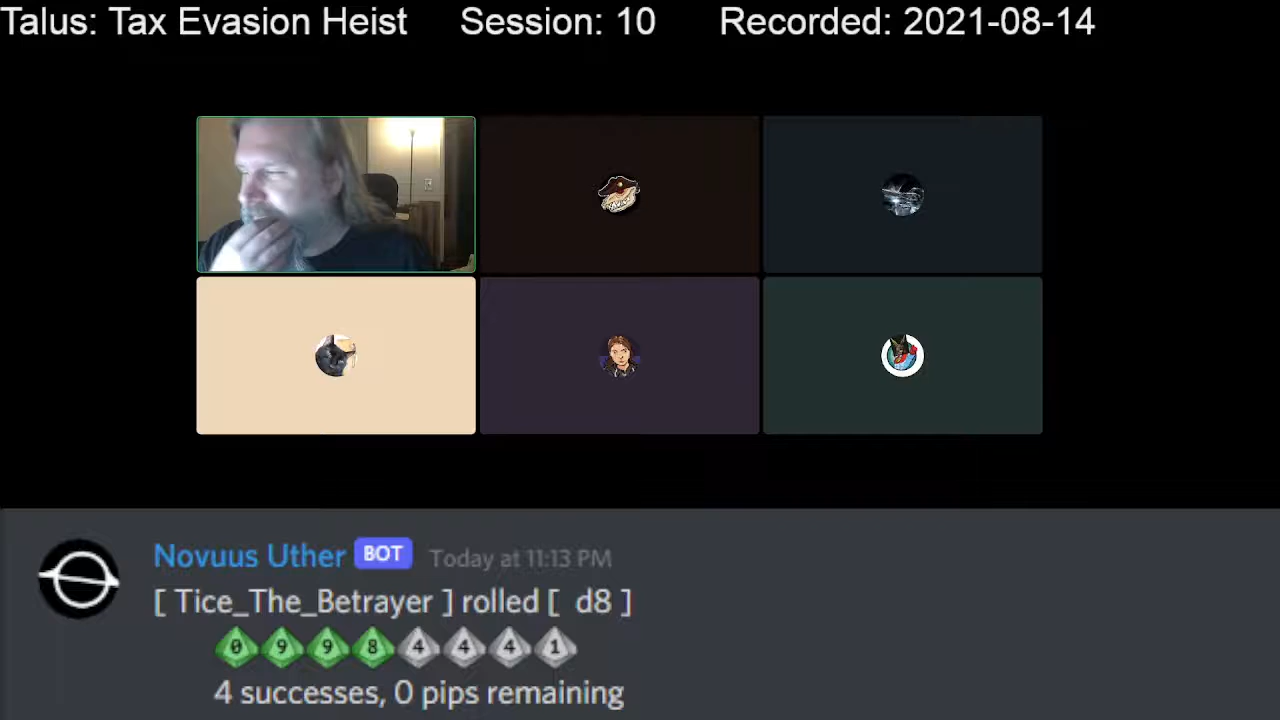 Talus: Tax Evasion Heist Session: 10 Recorded: 2021-08-14
Novuus Uther BOT Today at 11:13 PM
[ Tice_The_Betrayer ] rolled [ d8 ]
0 9 9 8 4 4 4 1
4 successes, 0 pips remaining